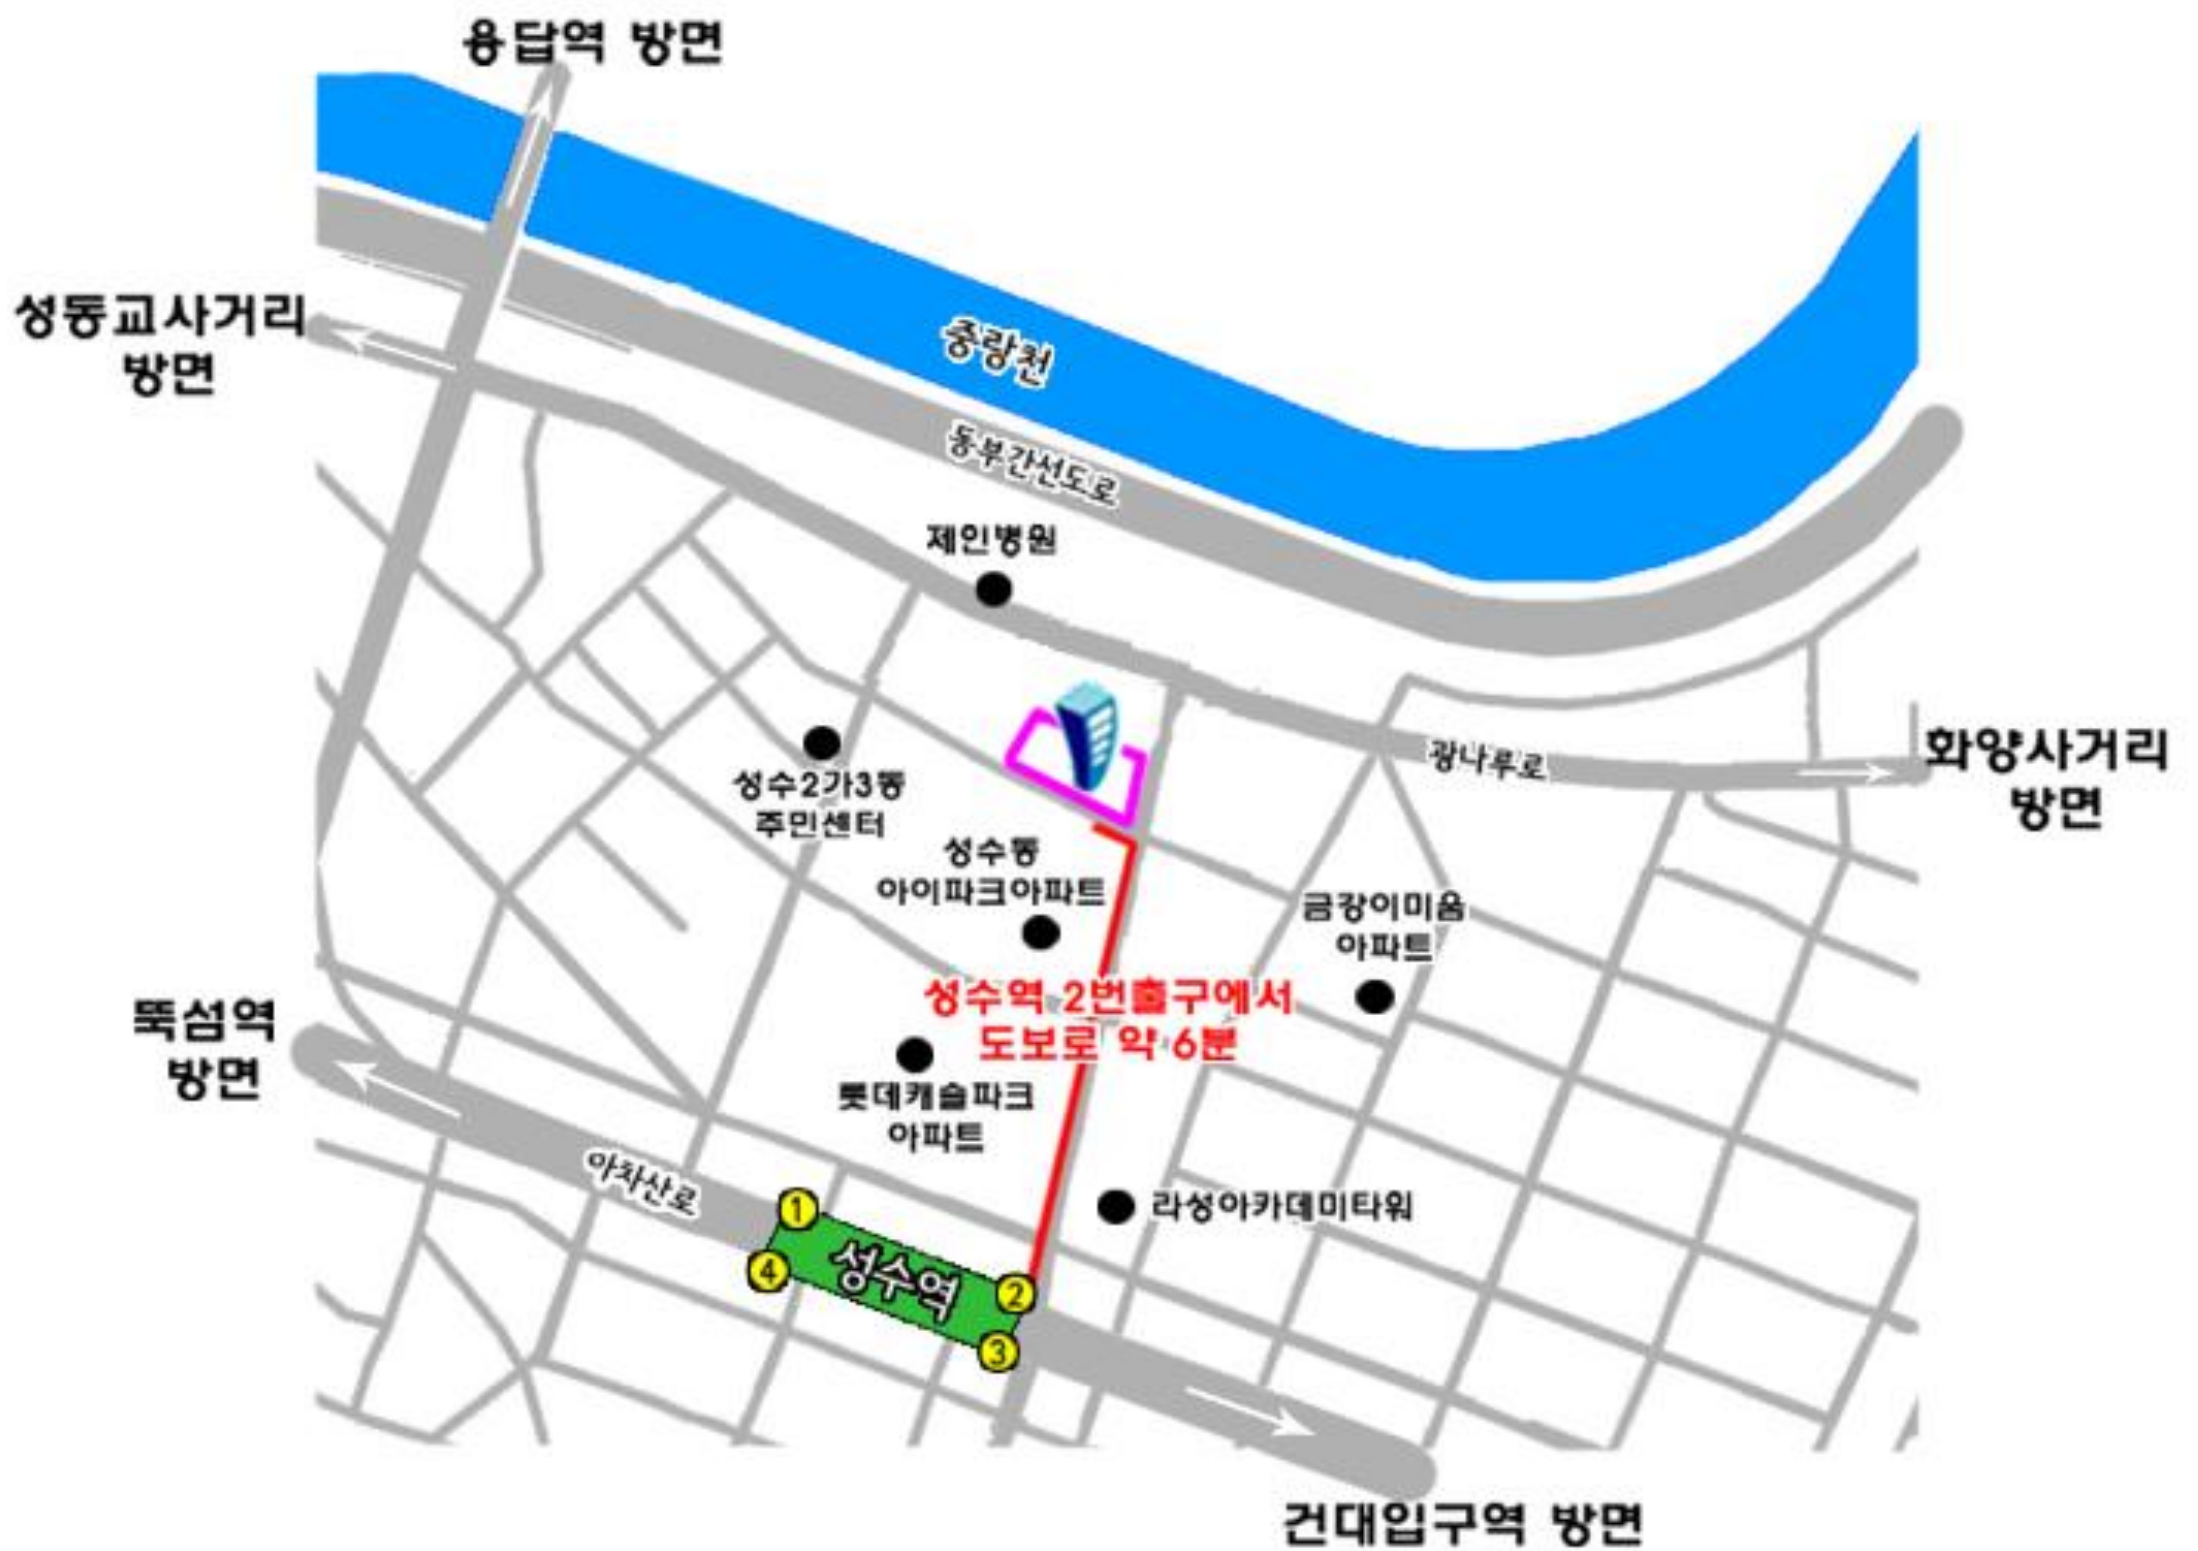 용답역 방면
성동교사거리
방면
중랑천
동부간선도로
제인병원
광나루로
화양사거리
방면
성수2가3동
주민센터
성수동
아이파크아파트
금강이미움
아파트
성수역 2번출구에서
도보로 약 6분
뚝섬역
방면
롯데캐슬파크
아파트
아차산로
라성아카데미타워
1
4
성수역
2
3
건대입구역 방면